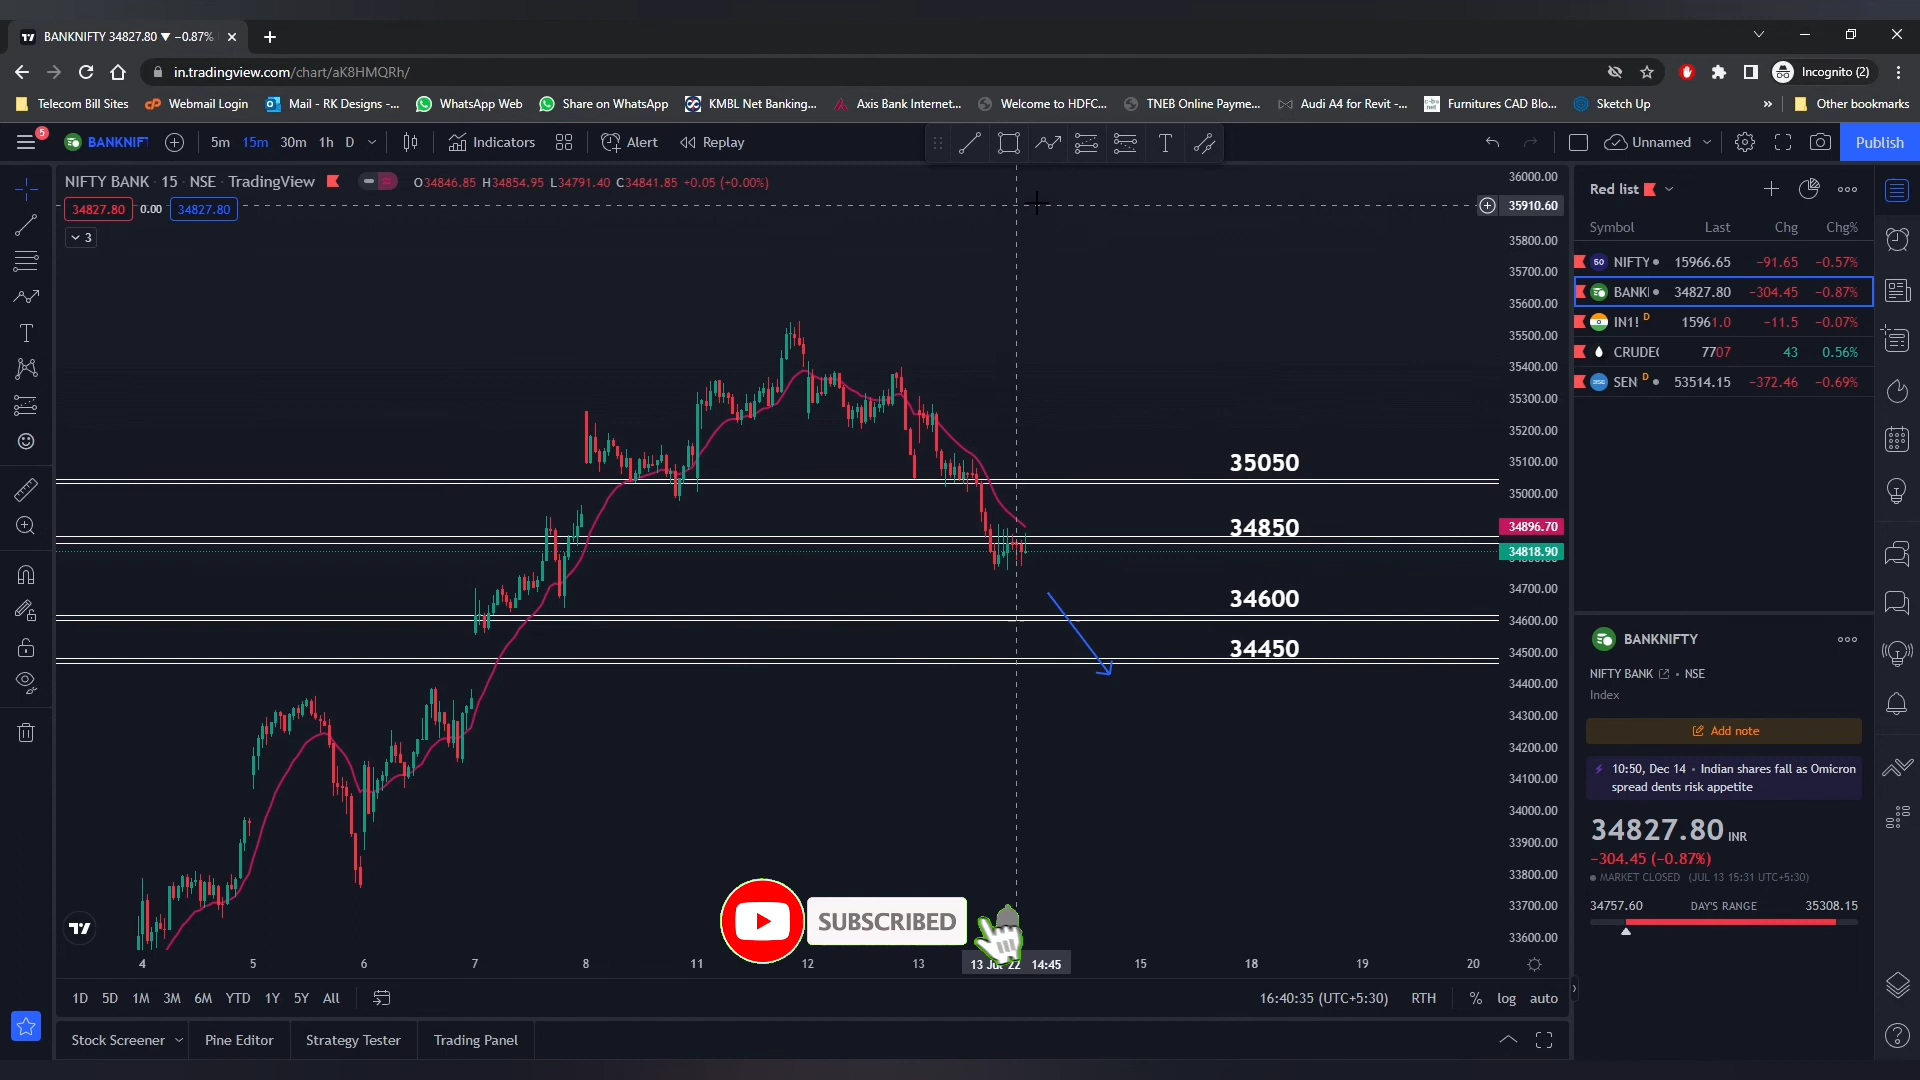 BANKNIFTY 34827.80 ▼ −0.87%
in.tradingview.com/chart/aK8HMQRh/
Incognito (2)
Telecom Bill Sites
Webmail Login
Mail - RK Designs -...
WhatsApp Web
Share on WhatsApp
KMBL Net Banking...
Axis Bank Internet...
Welcome to HDFC...
TNEB Online Payme...
Audi A4 for Revit -...
Furnitures CAD Blo...
Sketch Up
»
Other bookmarks
5
BANKNIF
5m 15m 30m 1h D
Indicators
Alert
Replay
Unnamed
Publish
NIFTY BANK · 15 · NSE · TradingView
O34846.85 H34854.95 L34791.40 C34841.85 +0.05 (+0.00%)
34827.80 0.00 34827.80
3
36000.00
35910.60
35800.00
35700.00
35600.00
35500.00
35400.00
35300.00
35200.00
35100.00
35000.00
34896.70
34818.90
34700.00
34600.00
34500.00
34400.00
34300.00
34200.00
34100.00
34000.00
33900.00
33800.00
33700.00
33600.00
35050
34850
34600
34450
SUBSCRIBED
4 5 6 7 8 11 12 13 14:45 15 18 19 20
1D 5D 1M 3M 6M YTD 1Y 5Y All
16:40:35 (UTC+5:30) RTH % log auto
Stock Screener
Pine Editor
Strategy Tester
Trading Panel
Red list
Symbol Last Chg Chg%
50 NIFTY 15966.65 −91.65 −0.57%
BANK 34827.80 −304.45 −0.87%
IN1! D 15961.0 −11.5 −0.07%
CRUDE 7707 43 0.56%
SEN D 53514.15 −372.46 −0.69%
BANKNIFTY
NIFTY BANK • NSE
Index
Add note
10:50, Dec 14 • Indian shares fall as Omicron
spread dents risk appetite
34827.80 INR
−304.45 (−0.87%)
MARKET CLOSED (JUL 13 15:31 UTC+5:30)
34757.60 DAY'S RANGE 35308.15